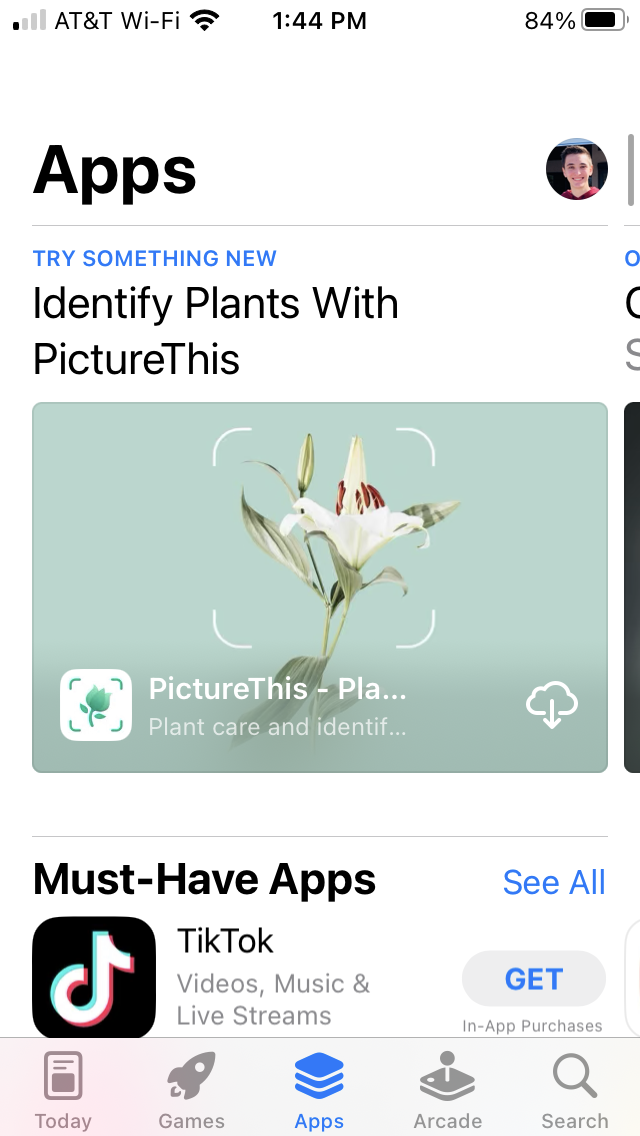 AT&T Wi-Fi 1:44 PM 84%
Apps
TRY SOMETHING NEW
Identify Plants With
PictureThis
PictureThis - Pla...
Plant care and identif...
Must-Have Apps See All
TikTok
Videos, Music &
Live Streams
GET
In-App Purchases
Today Games Apps Arcade Search